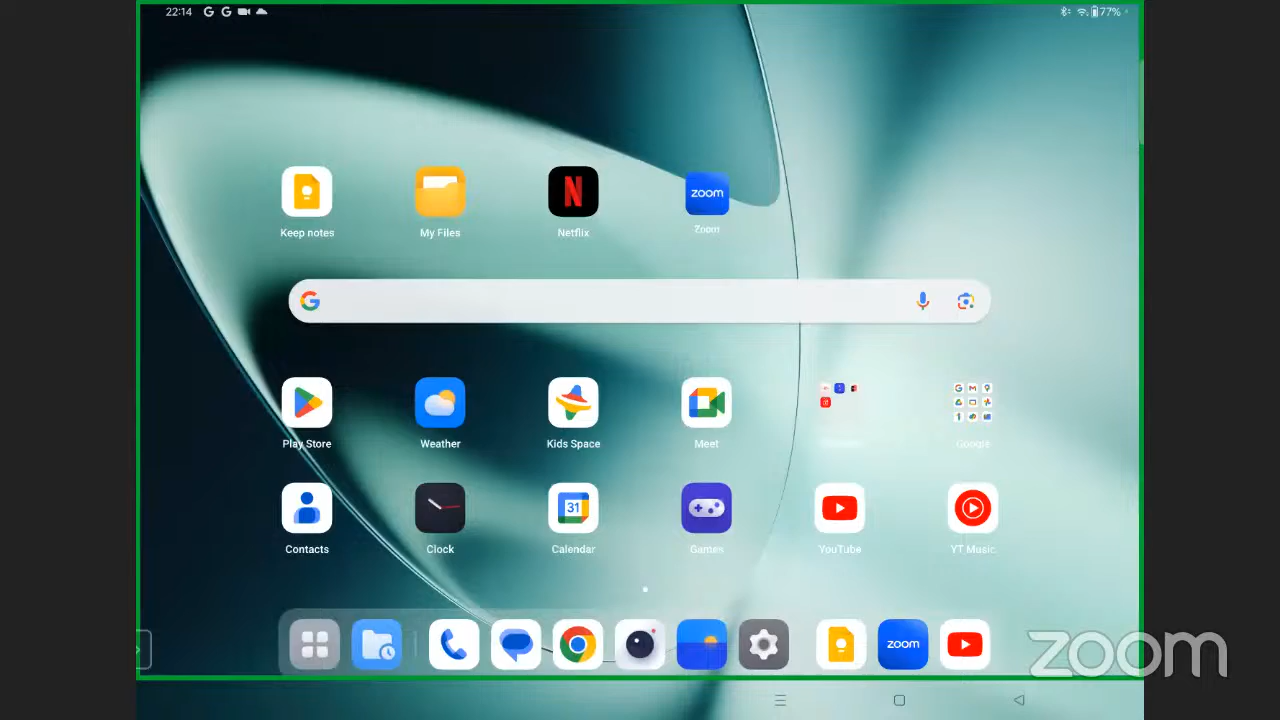 22:14
77%
Keep notes
My Files
Netflix
zoom
Zoom
Play Store
Weather
Kids Space
Meet
Google
31
Contacts
Clock
Calendar
Games
YouTube
YT Music
zoom
zoom